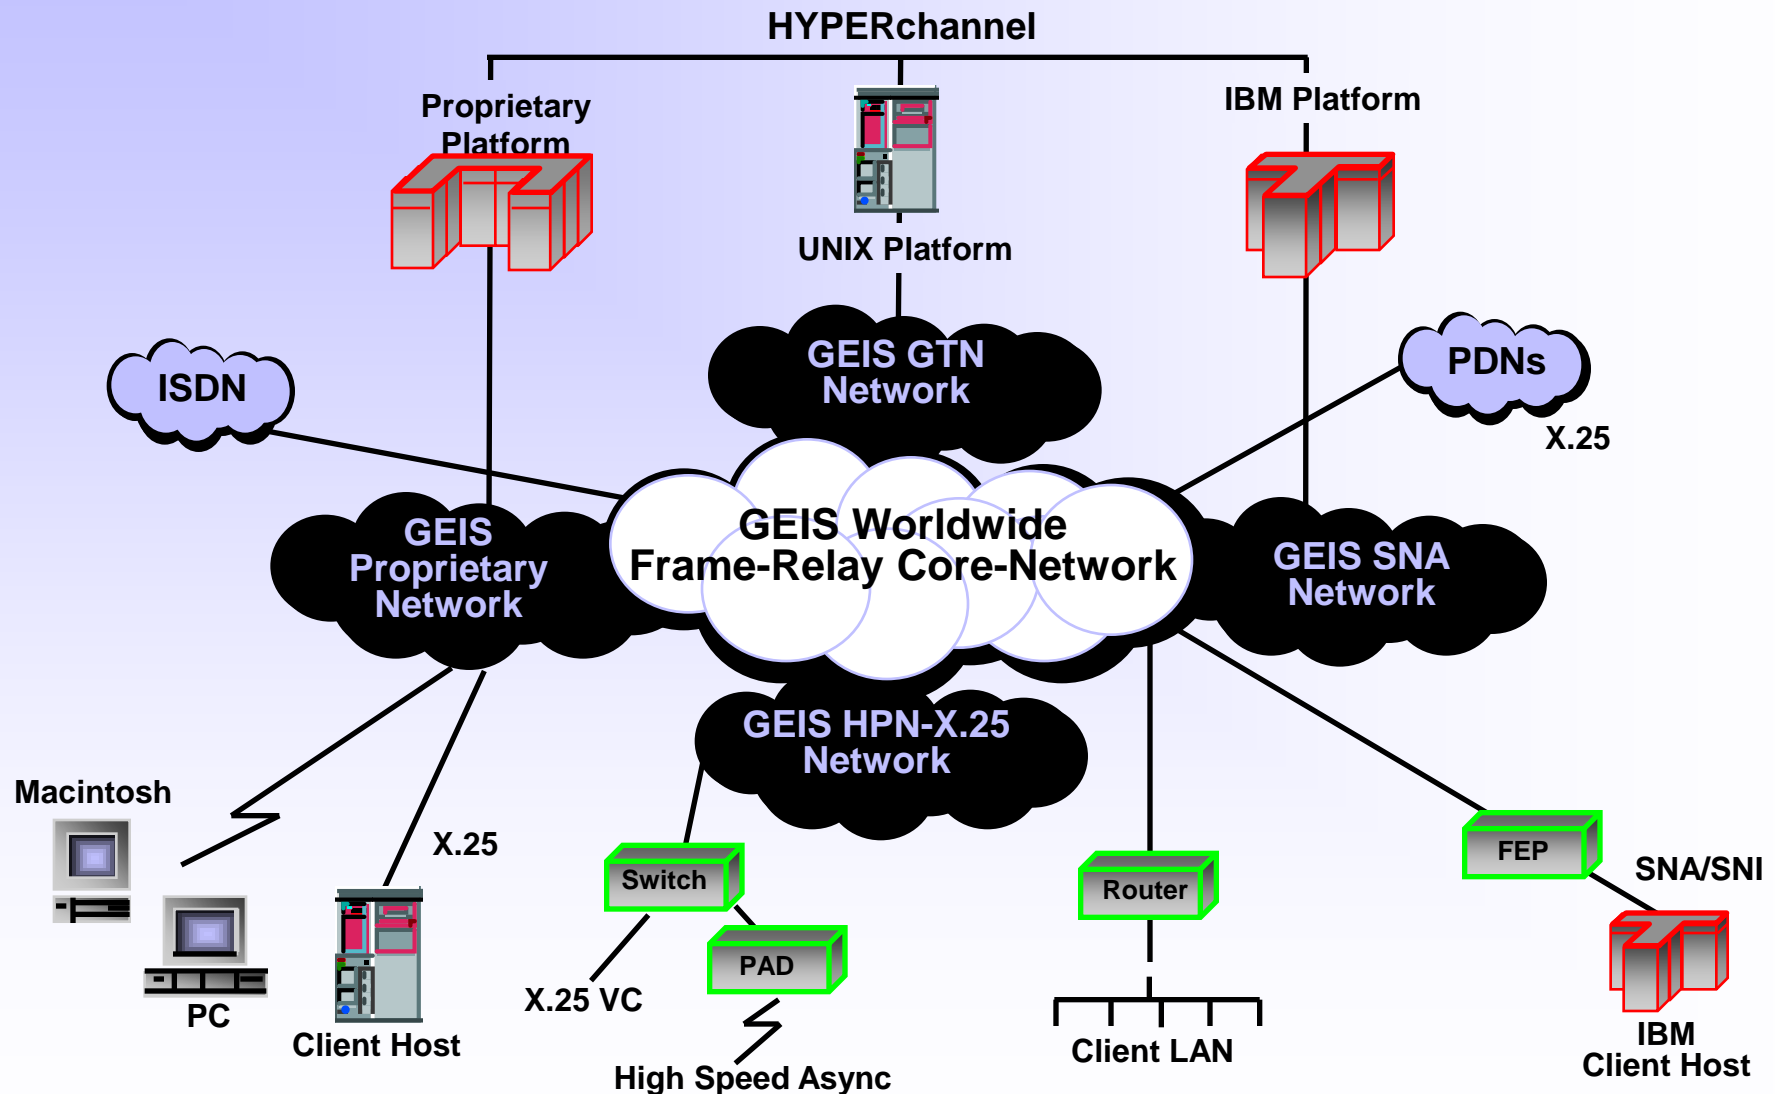 HYPERchannel
Proprietary
Platform
IBM Platform
UNIX Platform
GEIS GTN
Network
ISDN
PDNs
X.25
GEIS Worldwide
Frame-Relay Core-Network
GEIS
Proprietary
Network
GEIS SNA
Network
GEIS HPN-X.25
Network
Macintosh
X.25
Switch
Router
FEP
SNA/SNI
PAD
PC
X.25 VC
Client Host
Client LAN
IBM
Client Host
High Speed Async